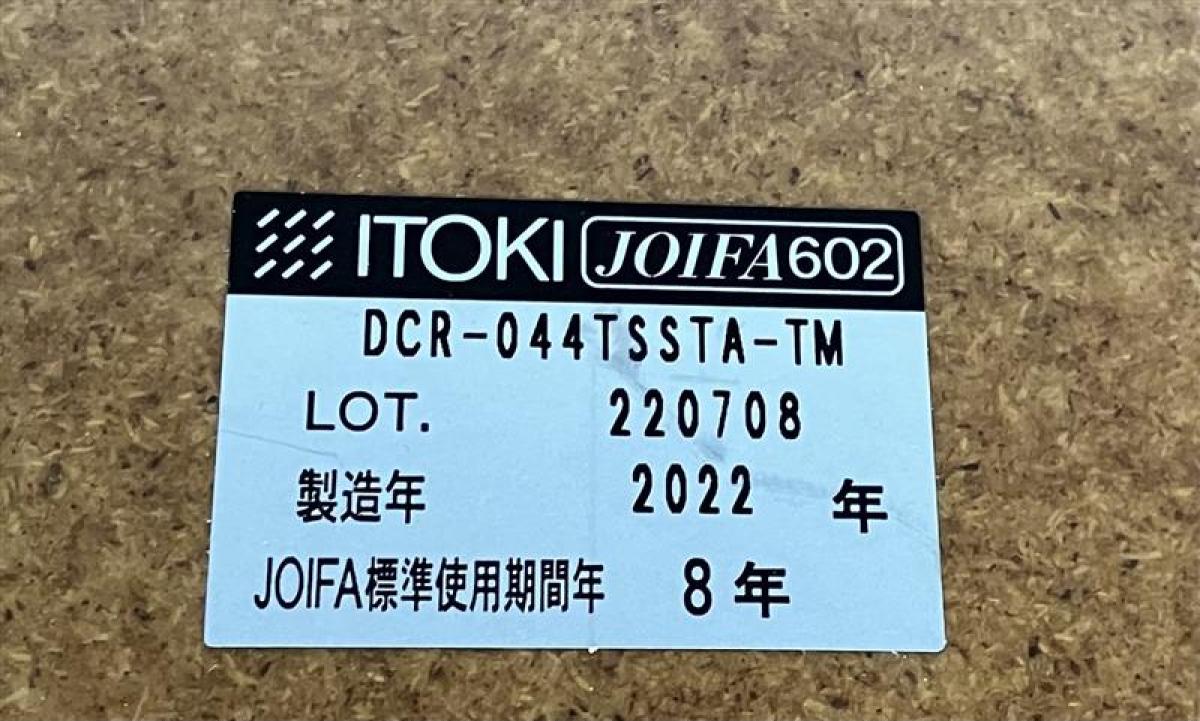 ITOKI JOIFA602
DCR-044TSSTA-TM
LOT. 220708
製造年 2022 年
JOIFA標準使用期間年 8 年